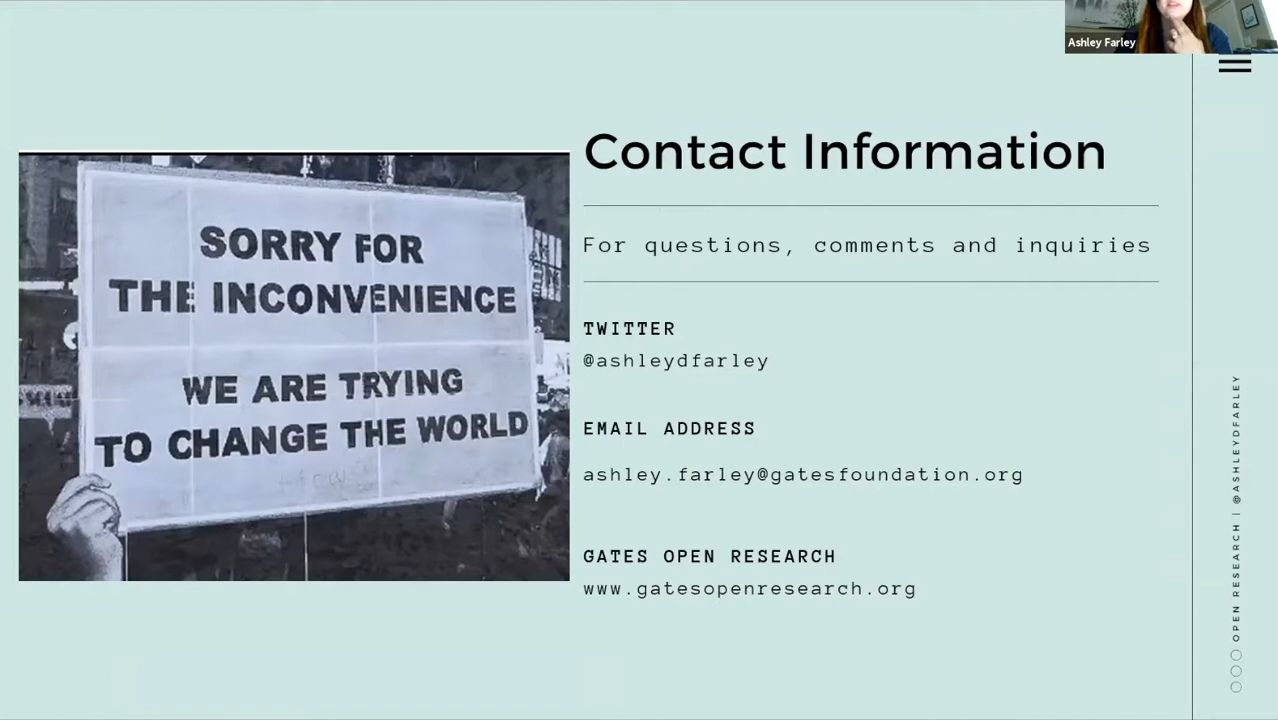 Ashley Farley
Contact Information
SORRY FOR
THE INCONVENIENCE
WE ARE TRYING
TO CHANGE THE WORLD
For questions, comments and inquiries
TWITTER
@ashleydfarley
EMAIL ADDRESS
ashley.farley@gatesfoundation.org
GATES OPEN RESEARCH
www.gatesopenresearch.org
OPEN RESEARCH | @ASHLEYDFARLEY